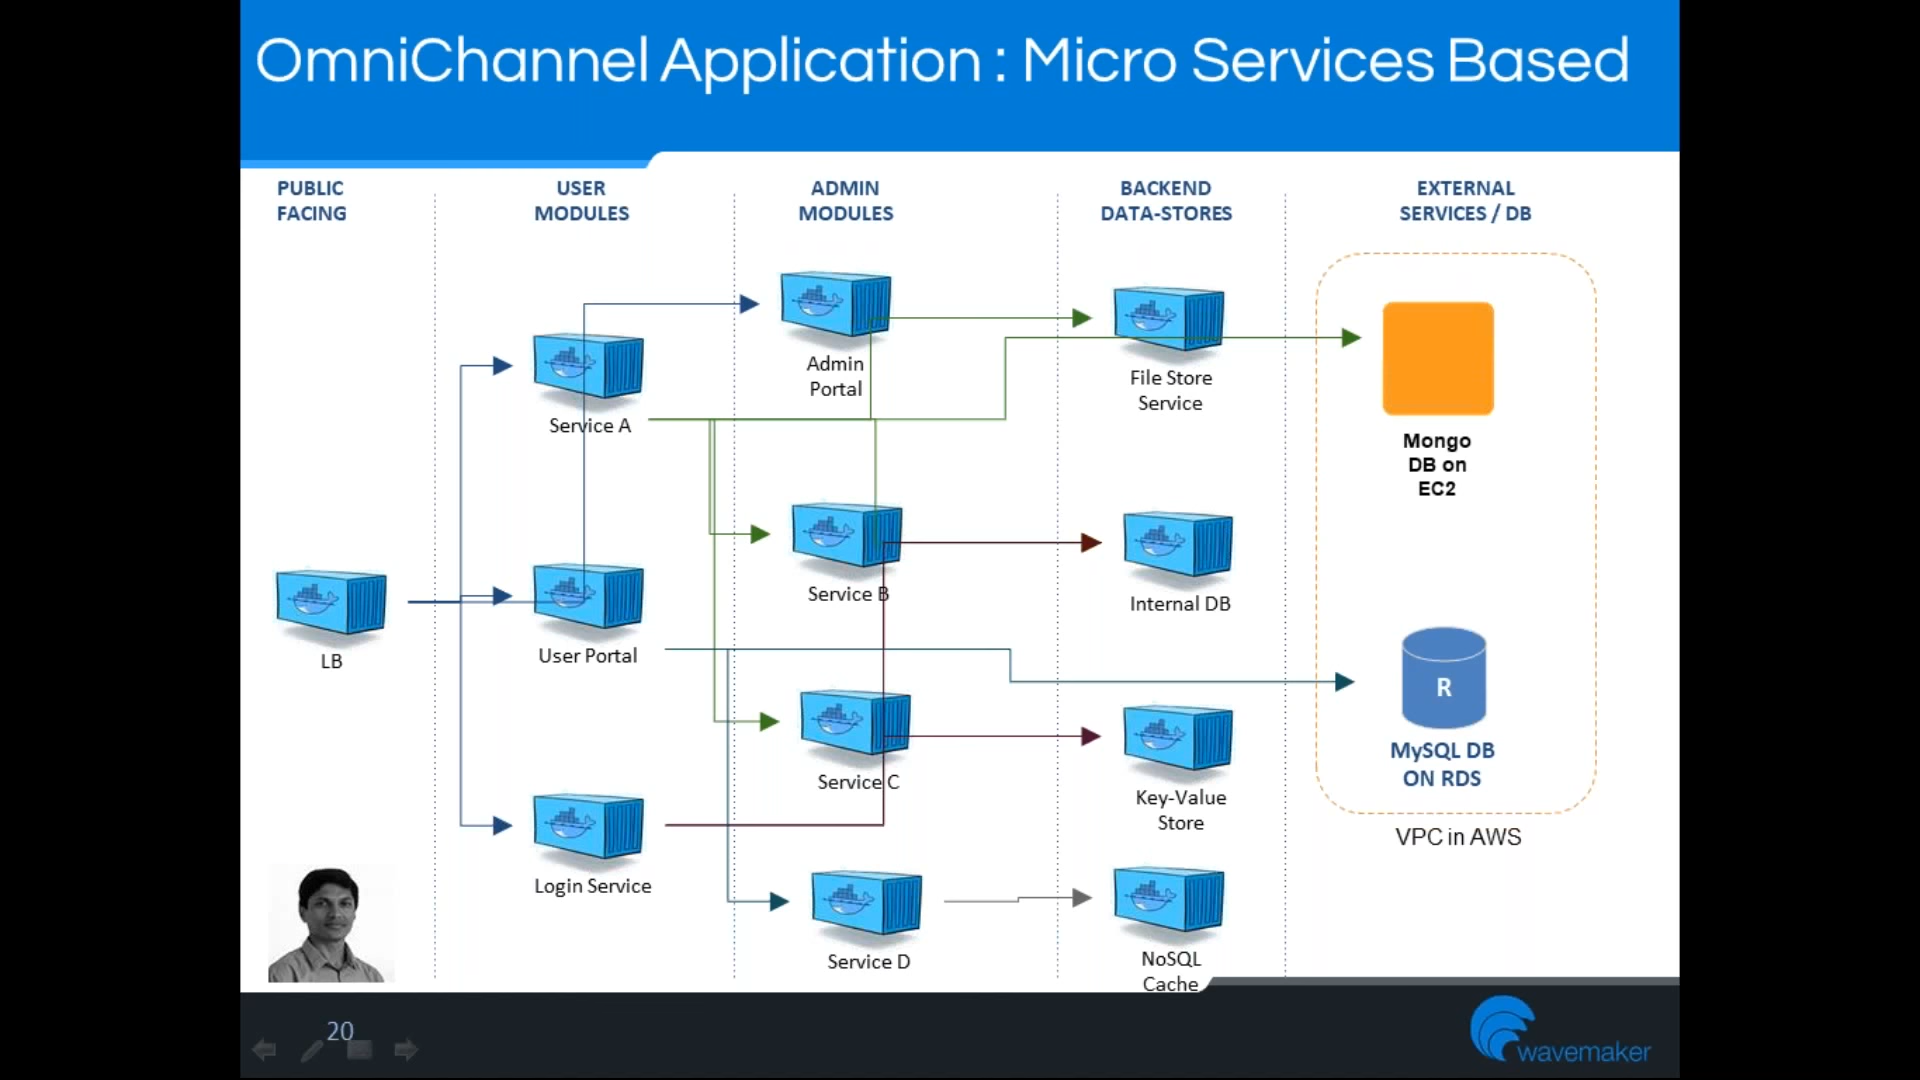 OmniChannel Application : Micro Services Based
PUBLIC
FACING
USER
MODULES
ADMIN
MODULES
BACKEND
DATA-STORES
EXTERNAL
SERVICES / DB
Admin
Portal
File Store
Service
Service A
Mongo
DB on
EC2
Service B
Internal DB
LB
User Portal
R
MySQL DB
ON RDS
Service C
Key-Value
Store
VPC in AWS
Login Service
Service D
NoSQL
Cache
20
wavemaker